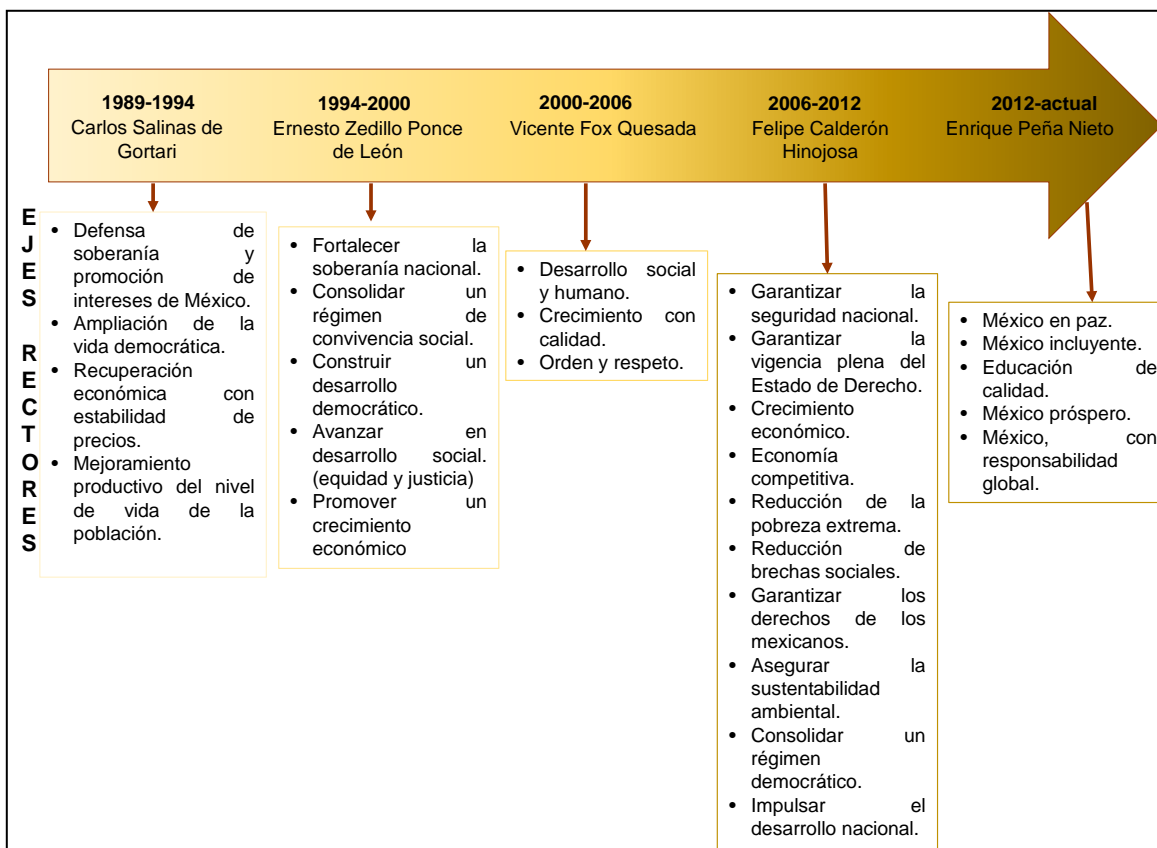 1989-1994
Carlos Salinas de
Gortari
1994-2000
Ernesto Zedillo Ponce
de León
2000-2006
Vicente Fox Quesada
2006-2012
Felipe Calderón
Hinojosa
2012-actual
Enrique Peña Nieto
EJES RECTORES
• Defensa de
soberanía y
promoción de
intereses de México.
• Ampliación de la
vida democrática.
• Recuperación
económica con
estabilidad de
precios.
• Mejoramiento
productivo del nivel
de vida de la
población.
• Fortalecer la
soberanía nacional.
• Consolidar un
régimen de
convivencia social.
• Construir un
desarrollo
democrático.
• Avanzar en
desarrollo social.
(equidad y justicia)
• Promover un
crecimiento
económico
• Desarrollo social
y humano.
• Crecimiento con
calidad.
• Orden y respeto.
• Garantizar la
seguridad nacional.
• Garantizar la
vigencia plena del
Estado de Derecho.
• Crecimiento
económico.
• Economía
competitiva.
• Reducción de la
pobreza extrema.
• Reducción de
brechas sociales.
• Garantizar los
derechos de los
mexicanos.
• Asegurar la
sustentabilidad
ambiental.
• Consolidar un
régimen
democrático.
• Impulsar el
desarrollo nacional.
• México en paz.
• México incluyente.
• Educación de
calidad.
• México próspero.
• México, con
responsabilidad
global.